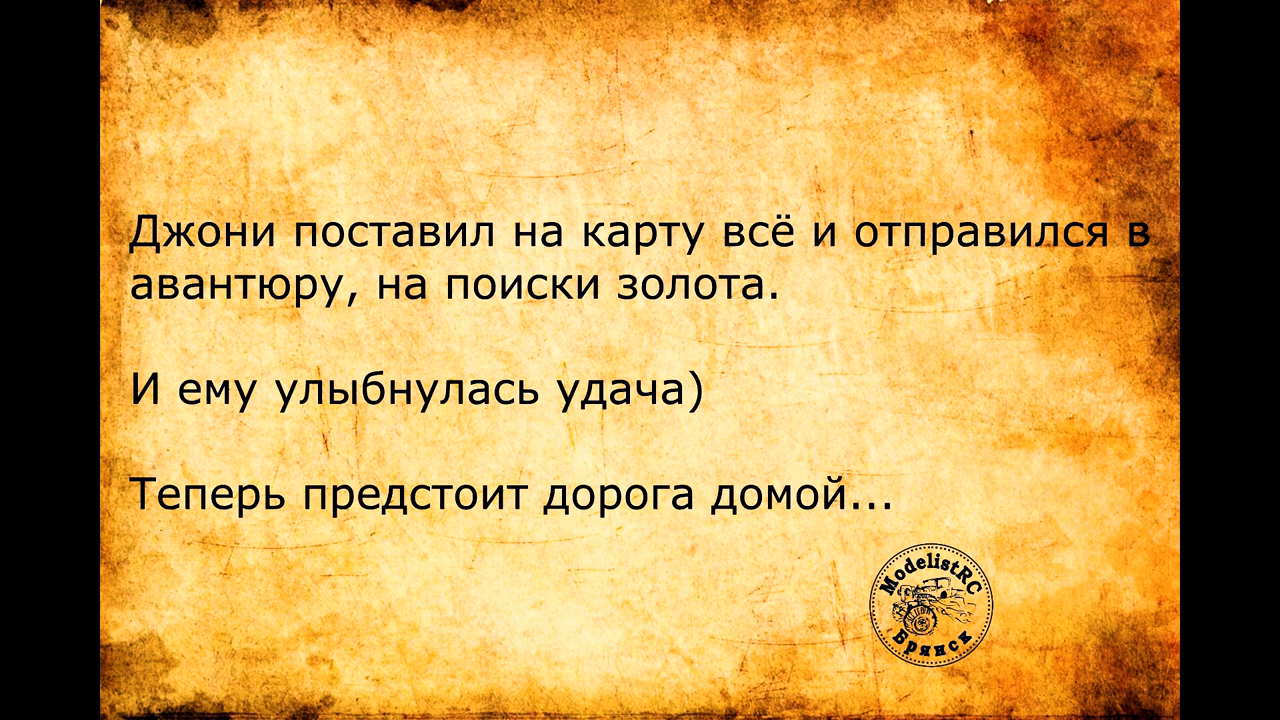 Джони поставил на карту всё и отправился в
авантюру, на поиски золота.
И ему улыбнулась удача)
Теперь предстоит дорога домой...
ModelistRC
Брянск